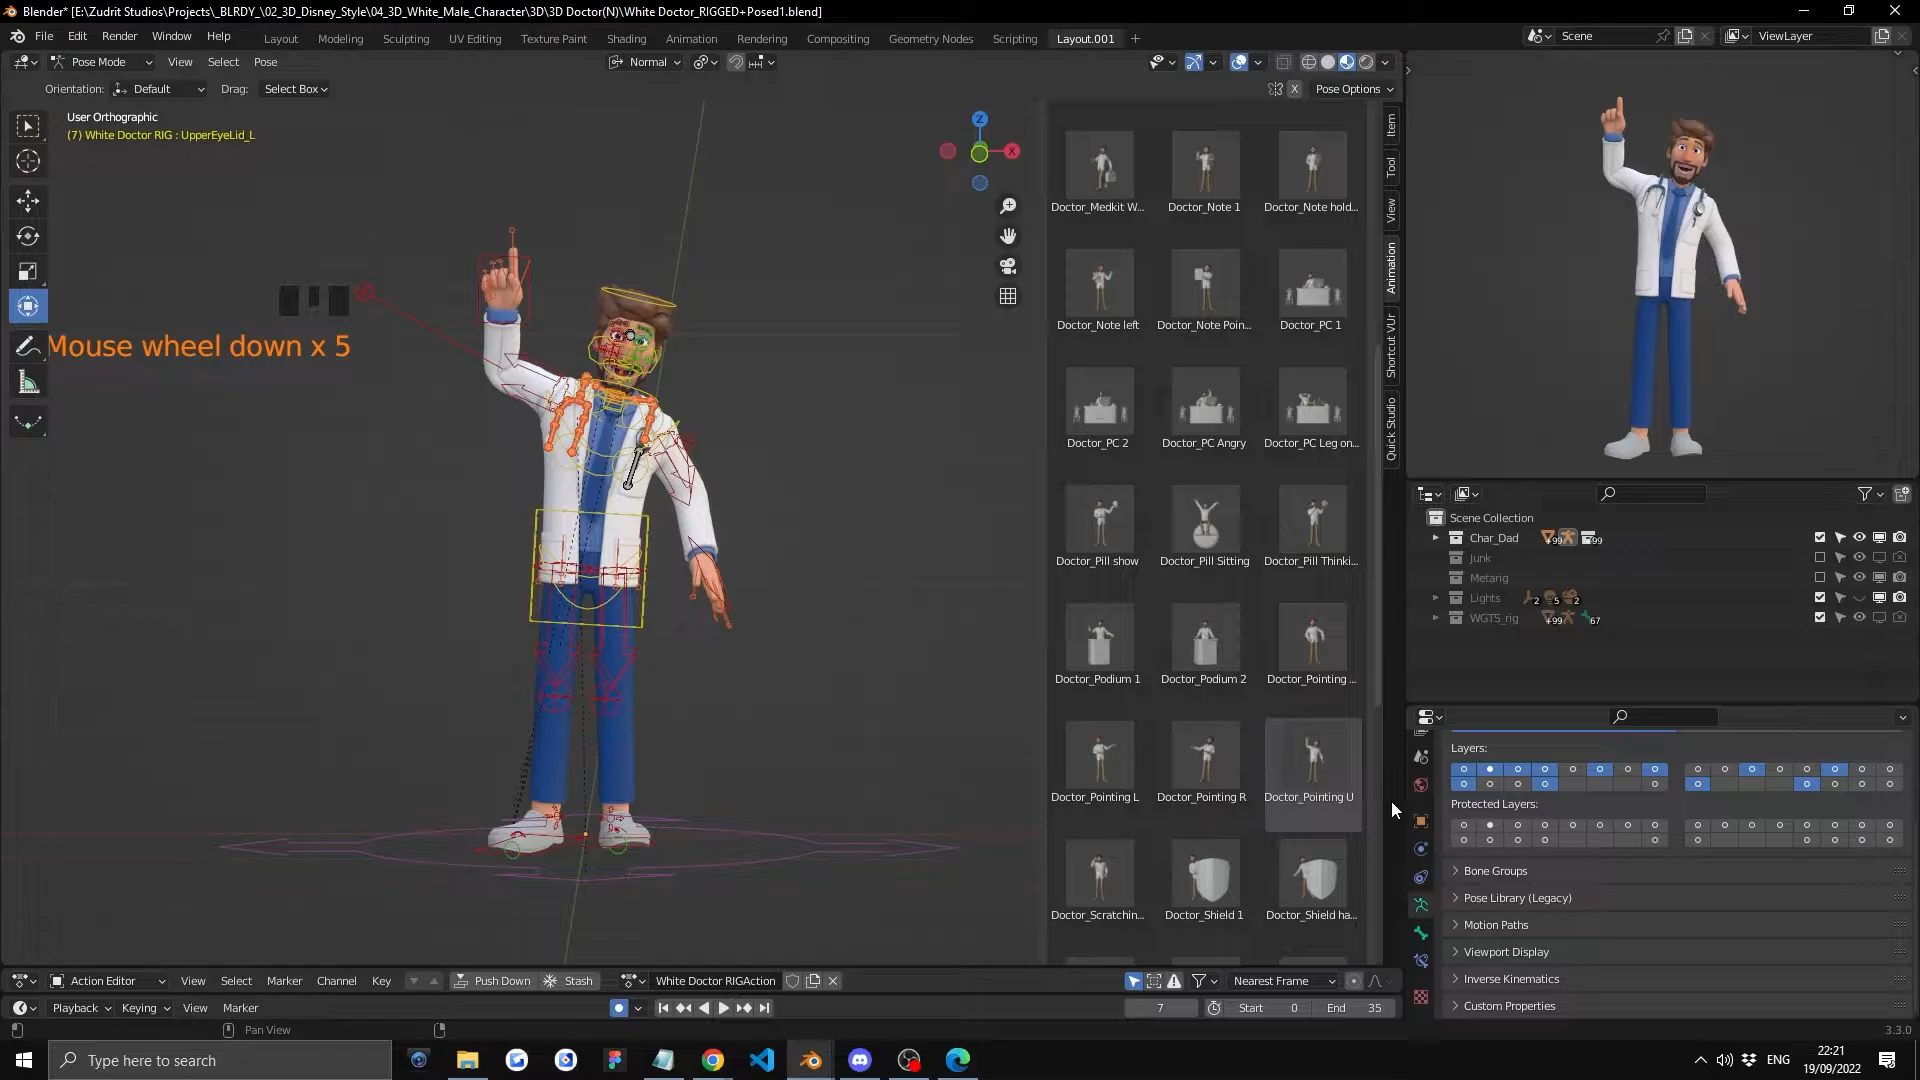 Blender* [E:\Zudrit Studios\Projects\_BLRDY_\02_3D_Disney_Style\04_3D_White_Male_Character\3D\3D Doctor(N)\White Doctor_RIGGED+Posed1.blend]
File Edit Render Window Help Layout Modeling Sculpting UV Editing Texture Paint Shading Animation Rendering Compositing Geometry Nodes Scripting Layout.001 + Scene ViewLayer
Pose Mode View Select Pose Normal
Orientation: Default Drag: Select Box X Pose Options
User Orthographic
(7) White Doctor RIG : UpperEyeLid_L
Z
X
Item
Tool
View
Animation
Shortcut VUr
Quick Studio
Mouse wheel down x 5
Doctor_Medkit W... Doctor_Note 1 Doctor_Note hold...
Doctor_Note left Doctor_Note Poin... Doctor_PC 1
Doctor_PC 2 Doctor_PC Angry Doctor_PC Leg on...
Doctor_Pill show Doctor_Pill Sitting Doctor_Pill Thinki...
Doctor_Podium 1 Doctor_Podium 2 Doctor_Pointing ...
Doctor_Pointing L Doctor_Pointing R Doctor_Pointing U
Doctor_Scratchin... Doctor_Shield 1 Doctor_Shield ha...
Scene Collection
Char_Dad +99 99
Junk
Metarig
Lights 2 5 2
WGTS_rig +99 67
Layers:
Protected Layers:
Bone Groups
Pose Library (Legacy)
Motion Paths
Viewport Display
Inverse Kinematics
Custom Properties
Action Editor View Select Marker Channel Key Push Down Stash White Doctor RIGAction Nearest Frame
Playback Keying View Marker 7 Start 0 End 35
Pan View 3.3.0
Type here to search ENG 22:21
19/09/2022